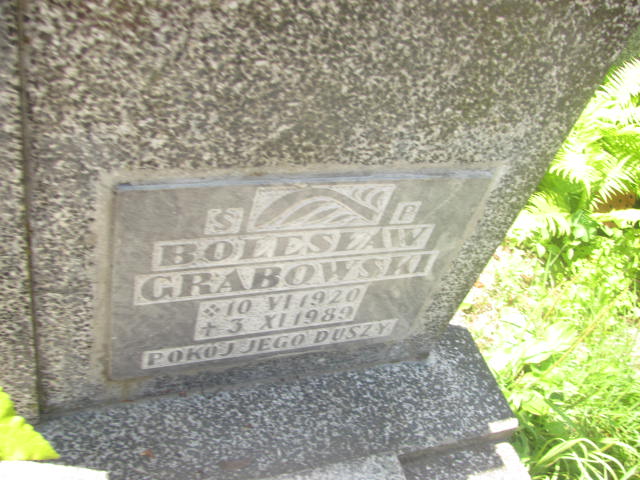 Ś P
BOLESŁAW
GRABOWSKI
10 VI 1920
✝ 3 XI 1989
POKÓJ JEGO DUSZY